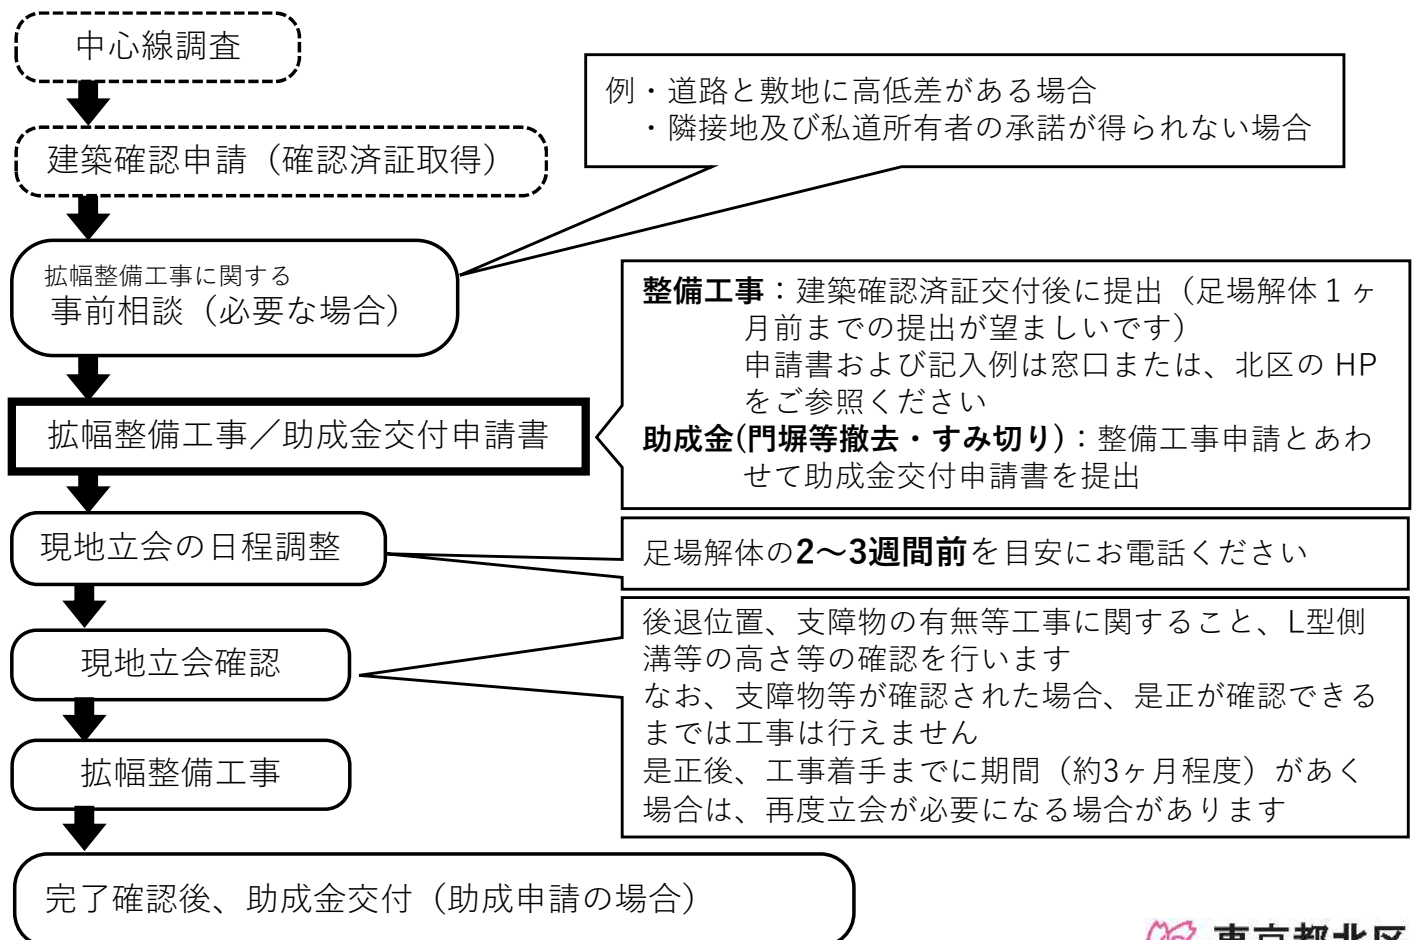 中心線調査
例・道路と敷地に高低差がある場合
・隣接地及び私道所有者の承諾が得られない場合
建築確認申請（確認済証取得）
拡幅整備工事に関する
事前相談（必要な場合）
整備工事：建築確認済証交付後に提出（足場解体１ヶ
月前までの提出が望ましいです）
申請書および記入例は窓口または、北区の HP
をご参照ください
助成金(門塀等撤去・すみ切り)：整備工事申請とあわ
せて助成金交付申請書を提出
拡幅整備工事／助成金交付申請書
現地立会の日程調整
足場解体の2～3週間前を目安にお電話ください
現地立会確認
後退位置、支障物の有無等工事に関すること、L型側
溝等の高さ等の確認を行います
なお、支障物等が確認された場合、是正が確認できる
までは工事は行えません
是正後、工事着手までに期間（約3ヶ月程度）があく
場合は、再度立会が必要になる場合があります
拡幅整備工事
完了確認後、助成金交付（助成申請の場合）
東京都北区